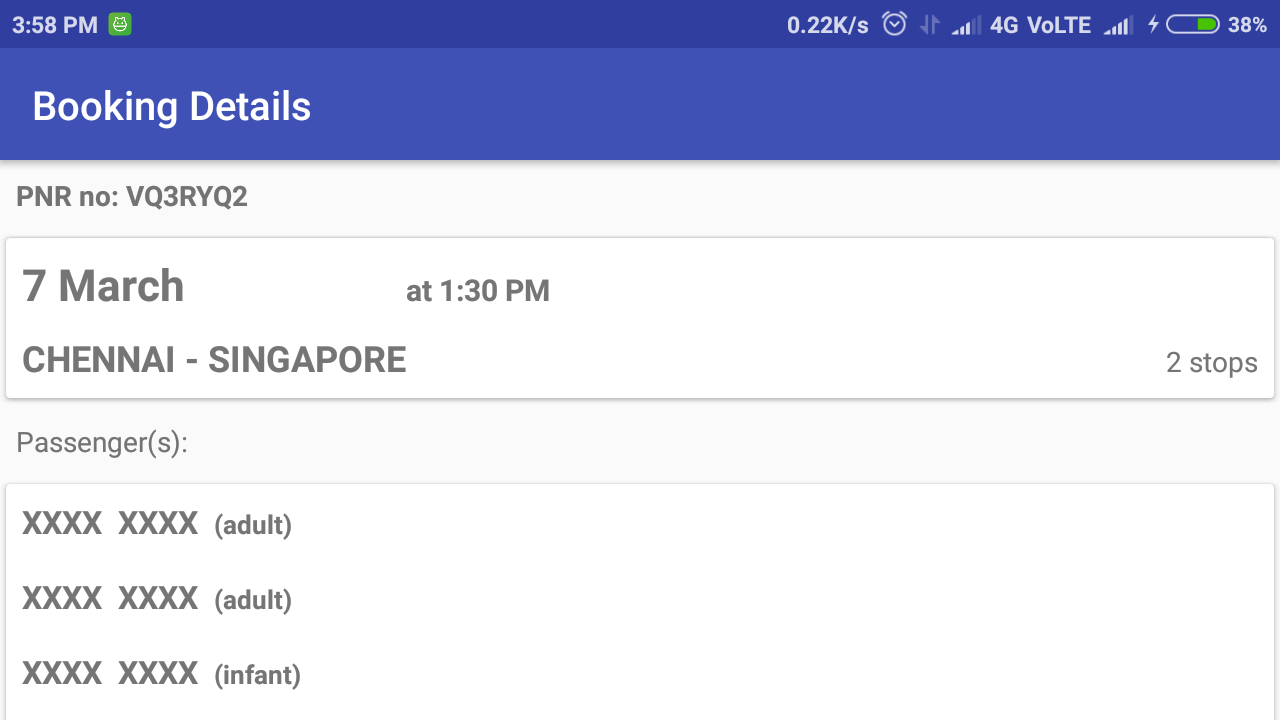 3:58 PM 0.22K/s 4G VoLTE 38%
Booking Details
PNR no: VQ3RYQ2
7 March at 1:30 PM
CHENNAI - SINGAPORE 2 stops
Passenger(s):
XXXX XXXX (adult)
XXXX XXXX (adult)
XXXX XXXX (infant)